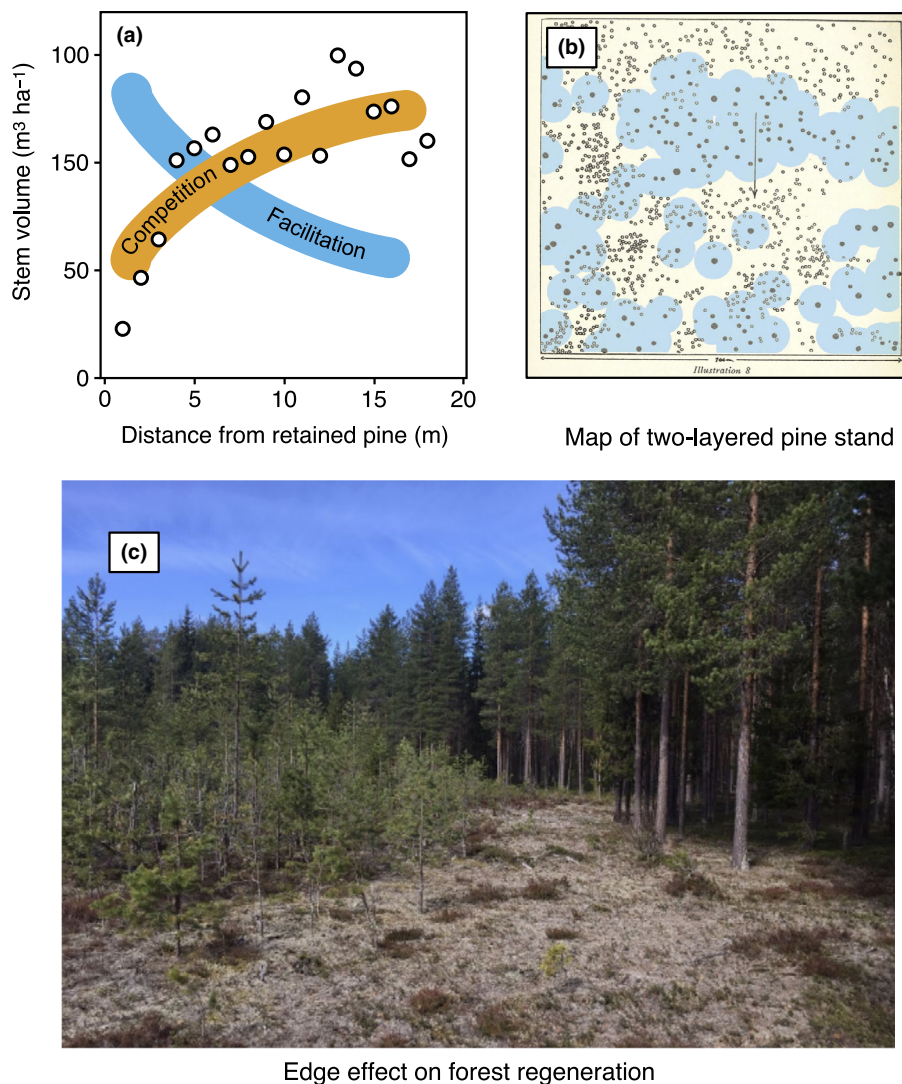 (a)
Stem volume (m³ ha⁻¹)
100
150
50
0
Competition
Facilitation
0 5 10 15 20
Distance from retained pine (m)
(b)
Illustration 8
Map of two-layered pine stand
(c)
Edge effect on forest regeneration